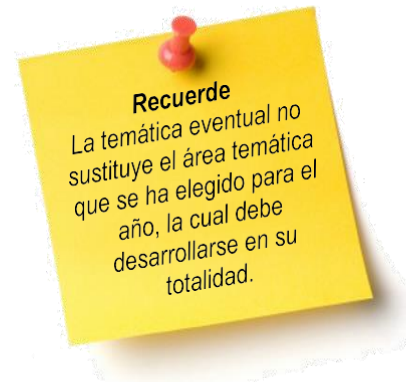 Recuerde
La temática eventual no
sustituye el área temática
que se ha elegido para el
año, la cual debe
desarrollarse en su
totalidad.